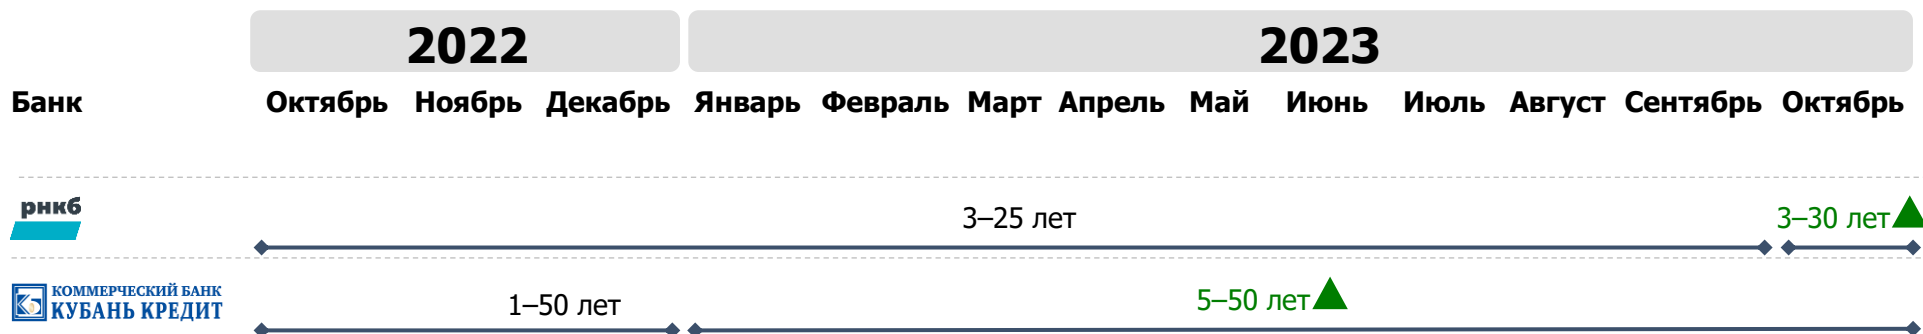 2022 2023
Банк Октябрь Ноябрь Декабрь Январь Февраль Март Апрель Май Июнь Июль Август Сентябрь Октябрь
рнкб 3–25 лет 3–30 лет
КОММЕРЧЕСКИЙ БАНК
КУБАНЬ КРЕДИТ 1–50 лет 5–50 лет